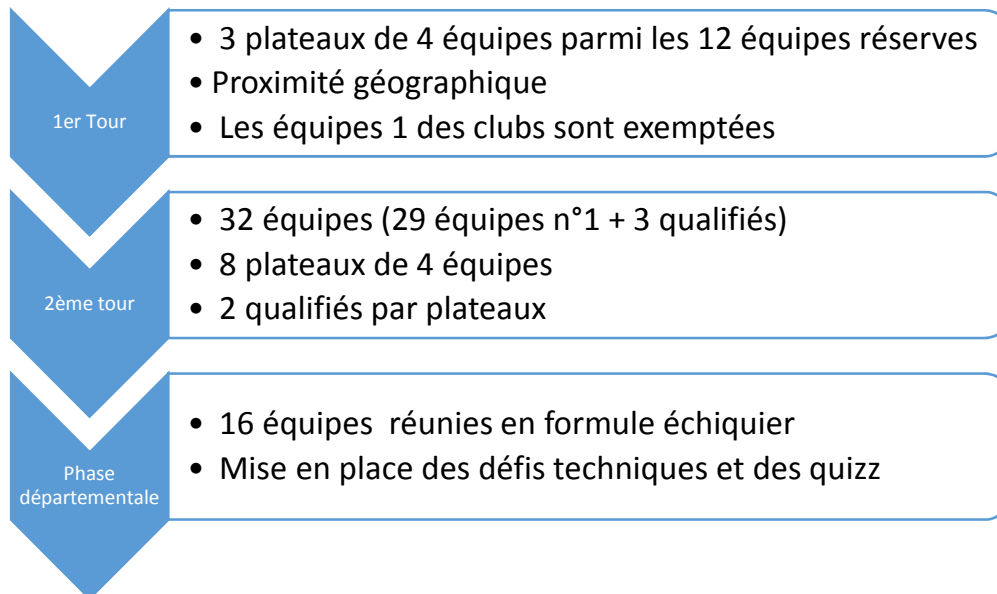 1er Tour
• 3 plateaux de 4 équipes parmi les 12 équipes réserves
• Proximité géographique
• Les équipes 1 des clubs sont exemptées
2ème tour
• 32 équipes (29 équipes n°1 + 3 qualifiés)
• 8 plateaux de 4 équipes
• 2 qualifiés par plateaux
Phase
départementale
• 16 équipes réunies en formule échiquier
• Mise en place des défis techniques et des quizz